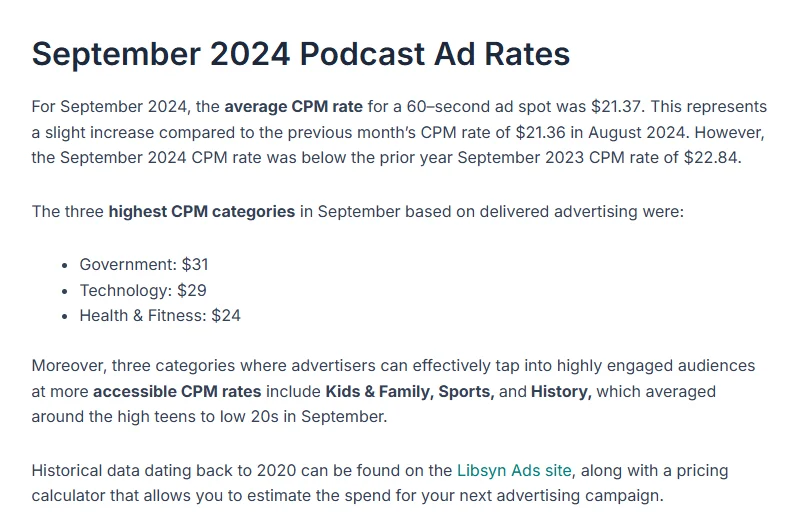 September 2024 Podcast Ad Rates
For September 2024, the average CPM rate for a 60–second ad spot was $21.37. This represents
a slight increase compared to the previous month’s CPM rate of $21.36 in August 2024. However,
the September 2024 CPM rate was below the prior year September 2023 CPM rate of $22.84.
The three highest CPM categories in September based on delivered advertising were:
• Government: $31
• Technology: $29
• Health & Fitness: $24
Moreover, three categories where advertisers can effectively tap into highly engaged audiences
at more accessible CPM rates include Kids & Family, Sports, and History, which averaged
around the high teens to low 20s in September.
Historical data dating back to 2020 can be found on the Libsyn Ads site, along with a pricing
calculator that allows you to estimate the spend for your next advertising campaign.